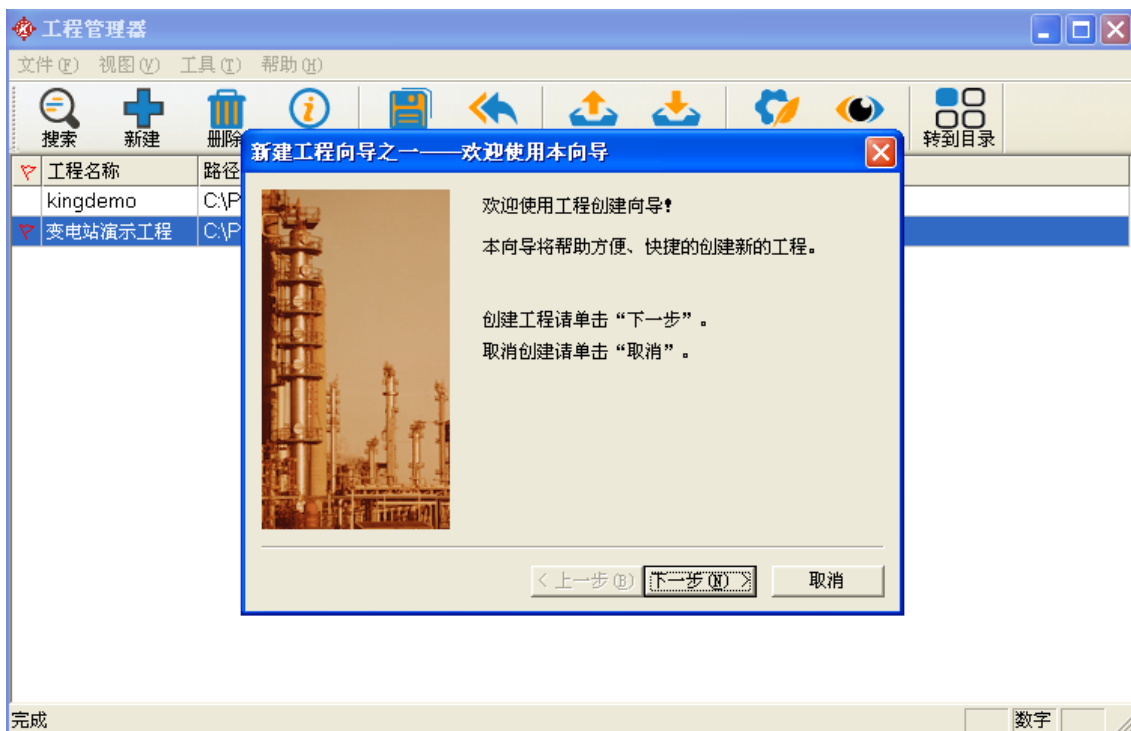 工程管理器
文件(F) 视图(V) 工具(T) 帮助(H)
搜索 新建 删除 转到目录
工程名称 路径
kingdemo C:\P
变电站演示工程 C:\P
新建工程向导之一——欢迎使用本向导
欢迎使用工程创建向导!
本向导将帮助方便、快捷的创建新的工程。
创建工程请单击“下一步”。
取消创建请单击“取消”。
< 上一步(B) 下一步(N) > 取消
完成 数字